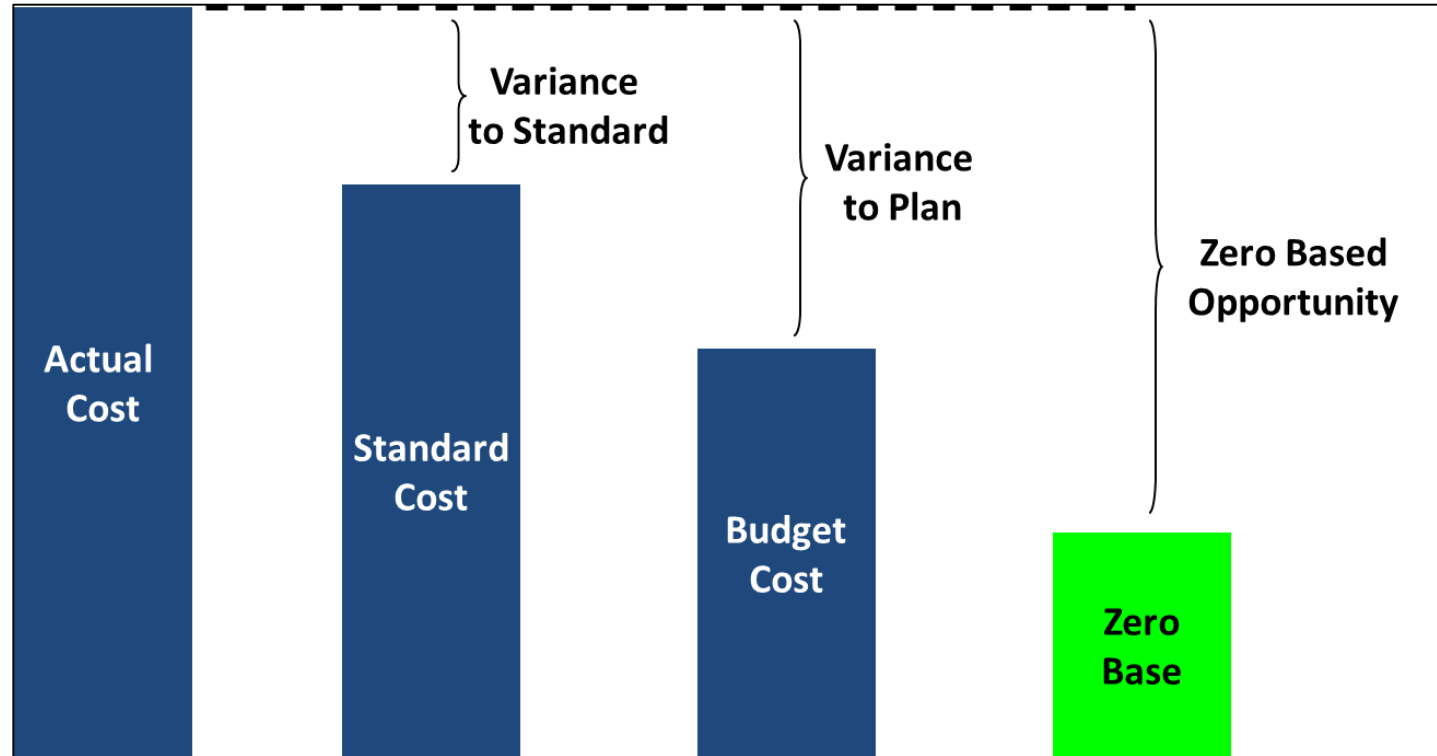 Actual
Cost
Standard
Cost
Budget
Cost
Zero
Base
Variance
to Standard
Variance
to Plan
Zero Based
Opportunity